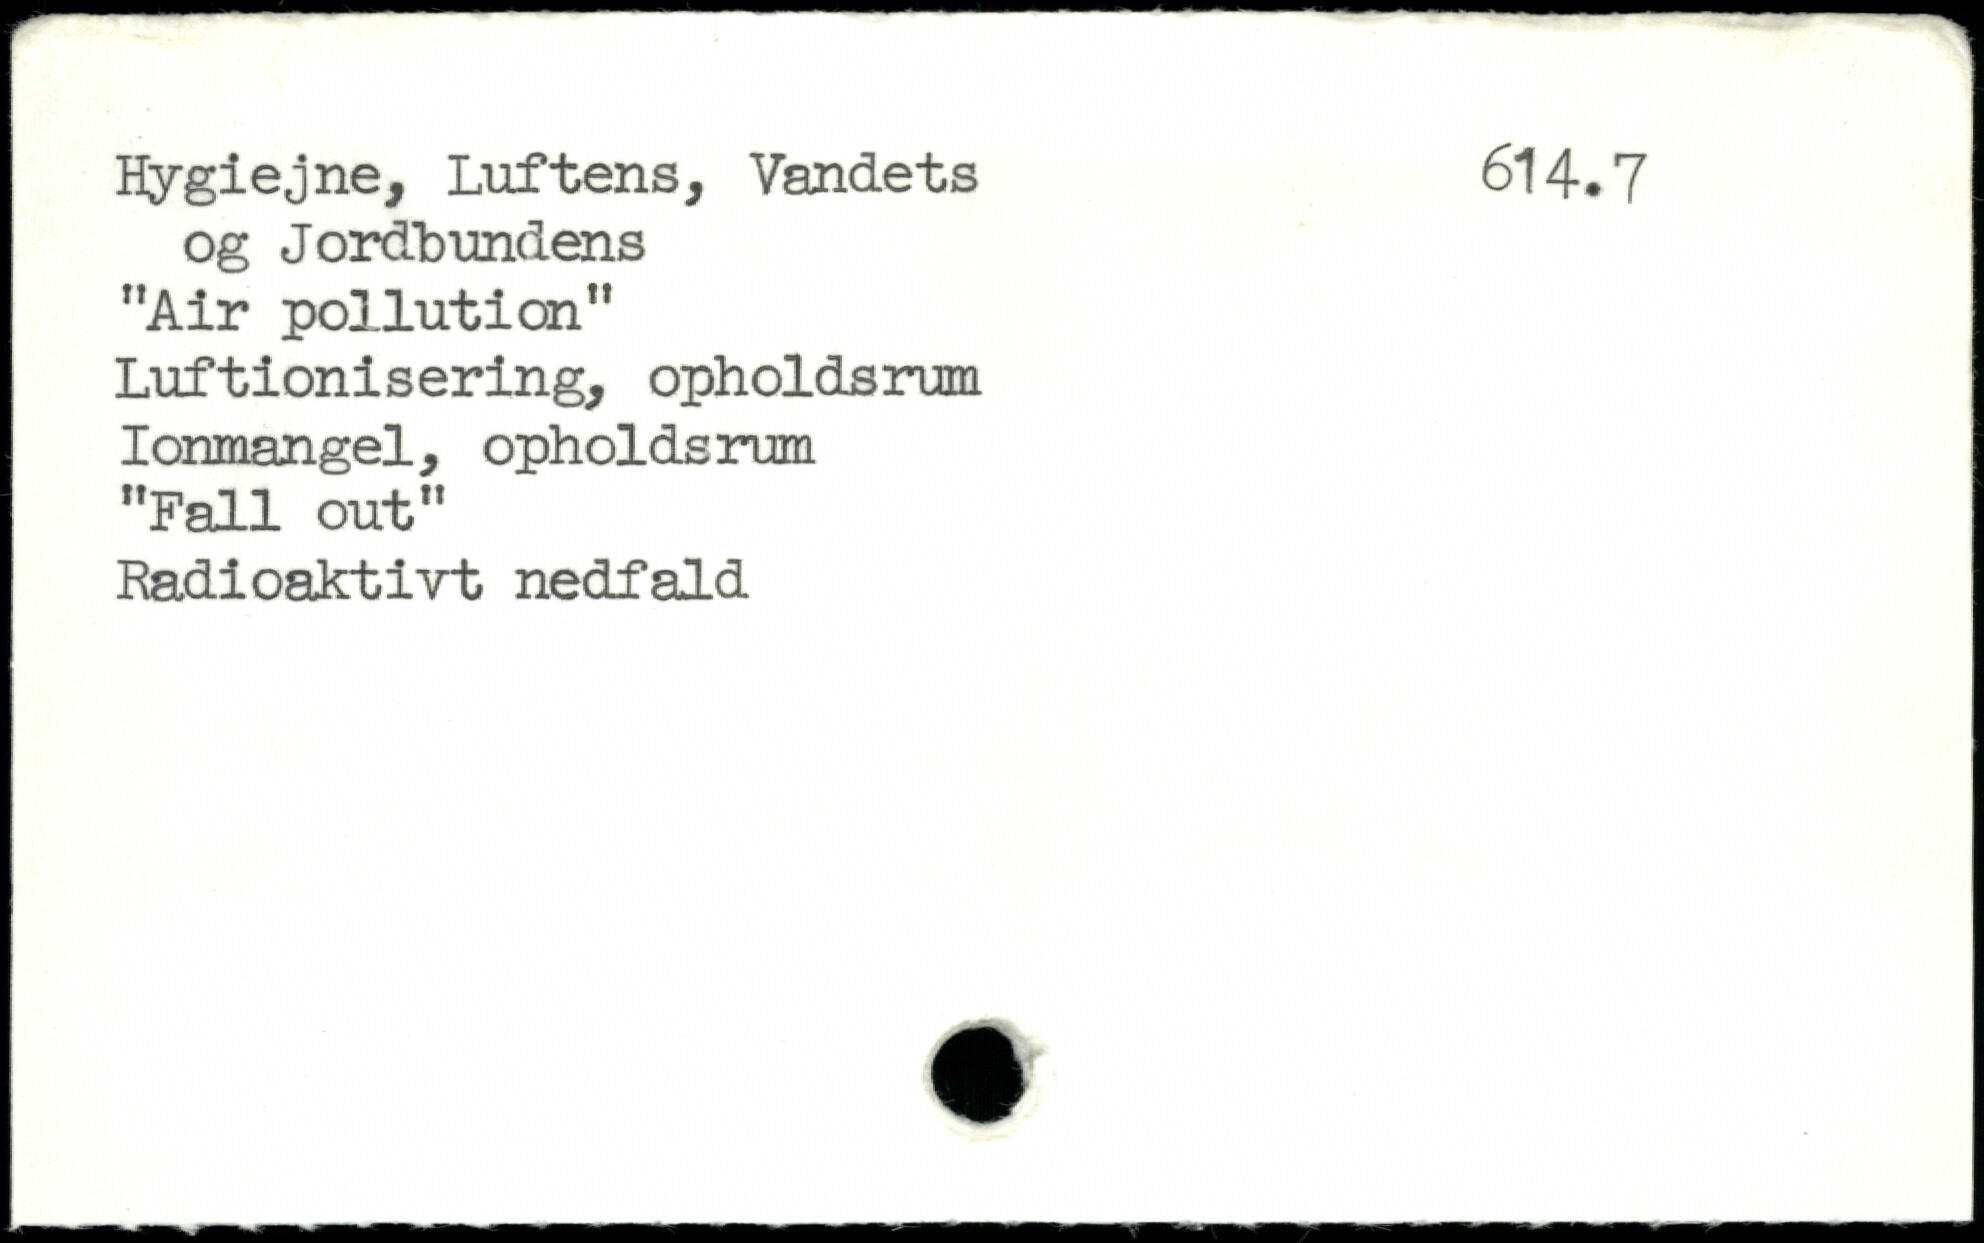 Hygiejne, Luftens, Vandets 614.7
og Jordbundens
"Air pollution"
Luftionisering, opholdsrum
Ionmangel, opholdsrum
"Fall out"
Radioaktivt nedfald